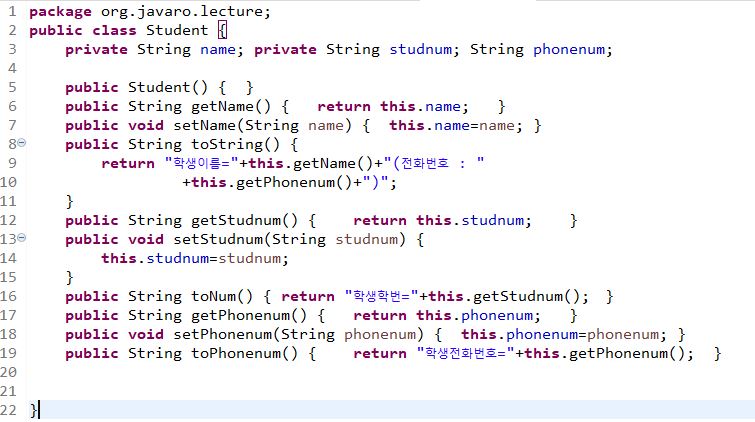 1 package org.javaro.lecture;
2 public class Student {
3     private String name; private String studnum; String phonenum;
4
5     public Student() {  }
6     public String getName() {   return this.name;   }
7     public void setName(String name) {  this.name=name; }
8     public String toString() {
9         return "학생이름="+this.getName()+"(전화번호 : "
10                  +this.getPhonenum()+")";
11     }
12     public String getStudnum() {    return this.studnum;    }
13     public void setStudnum(String studnum) {
14         this.studnum=studnum;
15     }
16     public String toNum() { return "학생학번="+this.getStudnum();  }
17     public String getPhonenum() {   return this.phonenum;   }
18     public void setPhonenum(String phonenum) {  this.phonenum=phonenum; }
19     public String toPhonenum() {    return "학생전화번호="+this.getPhonenum();  }
20
21
22 }